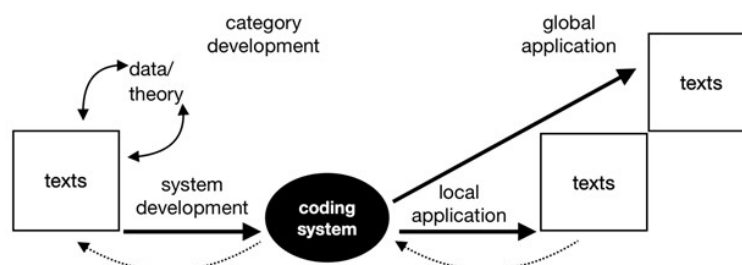 category
development
global
application
data/
theory
texts
texts
system
development
coding
system
local
application
texts